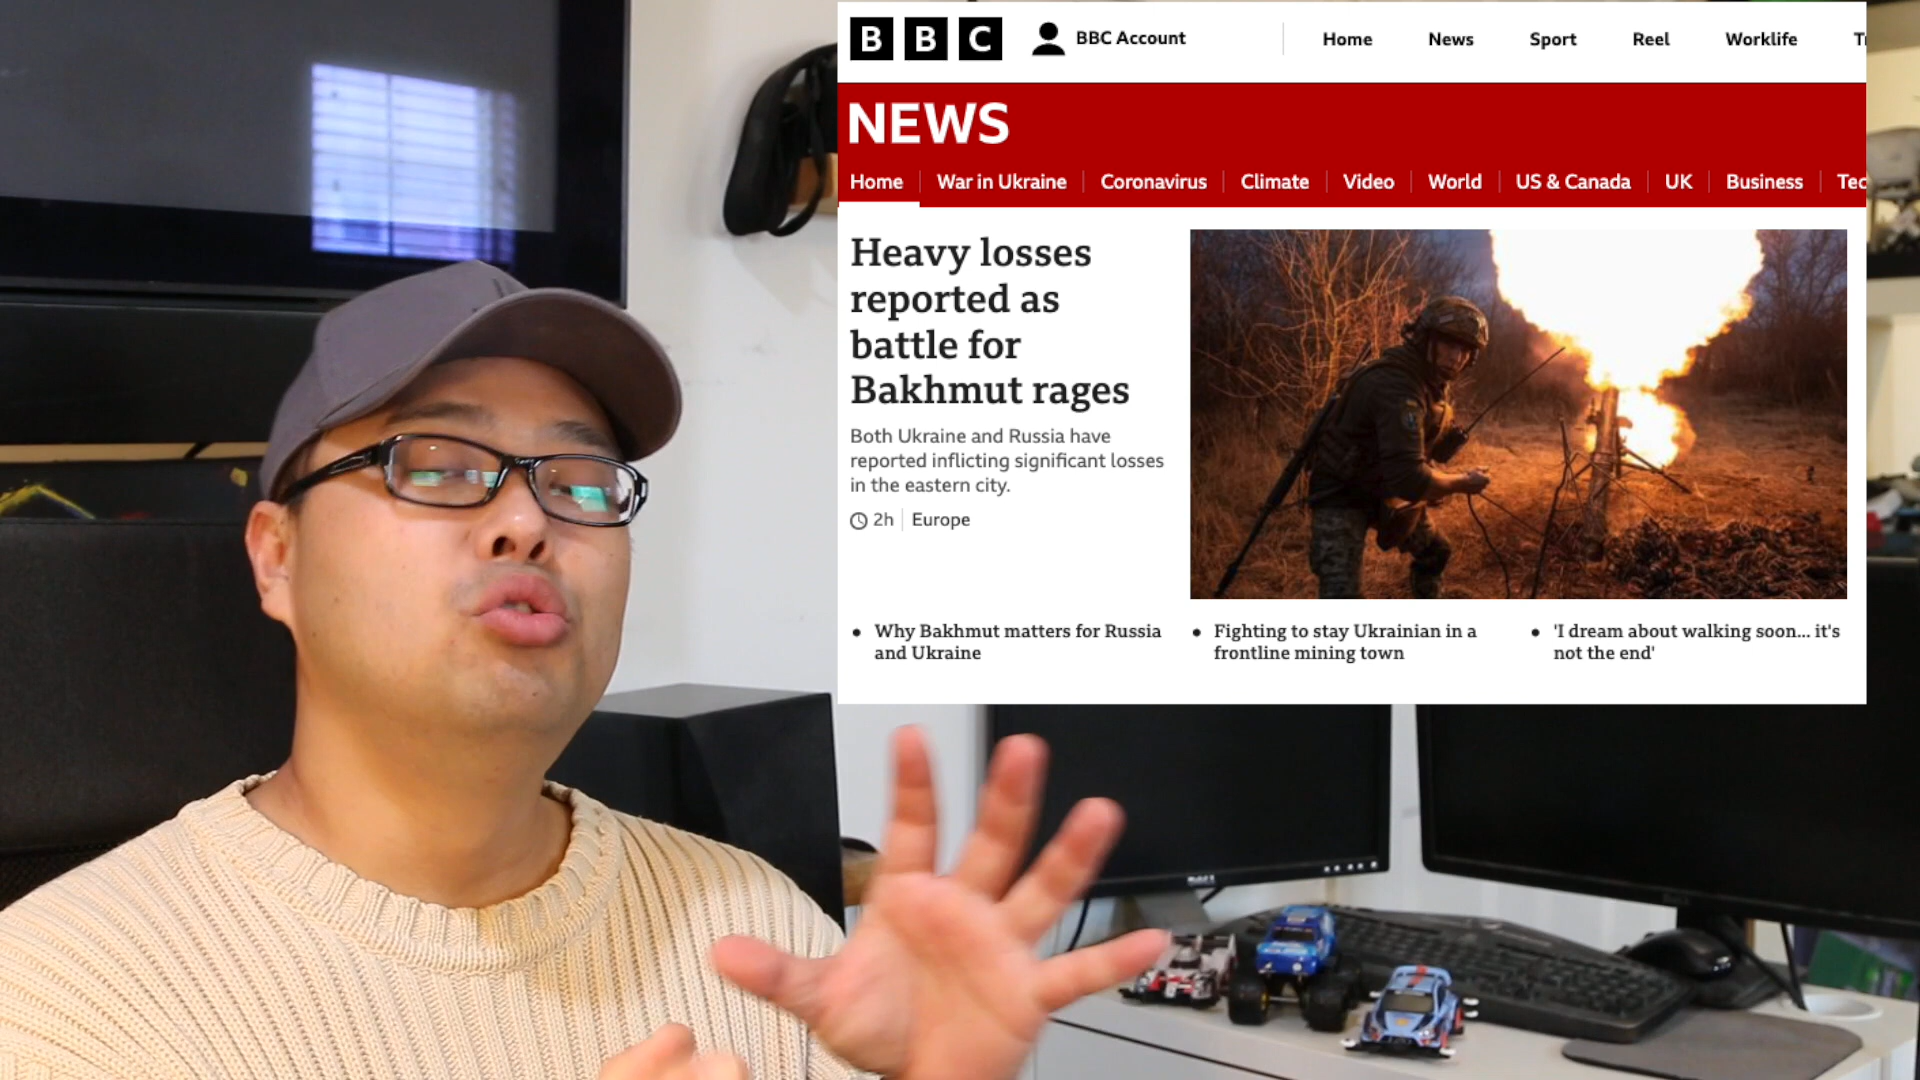 BBC
BBC Account
Home
News
Sport
Reel
Worklife
NEWS
Home
War in Ukraine
Coronavirus
Climate
Video
World
US & Canada
UK
Business
Heavy losses
reported as
battle for
Bakhmut rages
Both Ukraine and Russia have
reported inflicting significant losses
in the eastern city.
2h
Europe
Why Bakhmut matters for Russia
and Ukraine
Fighting to stay Ukrainian in a
frontline mining town
'I dream about walking soon... it's
not the end'